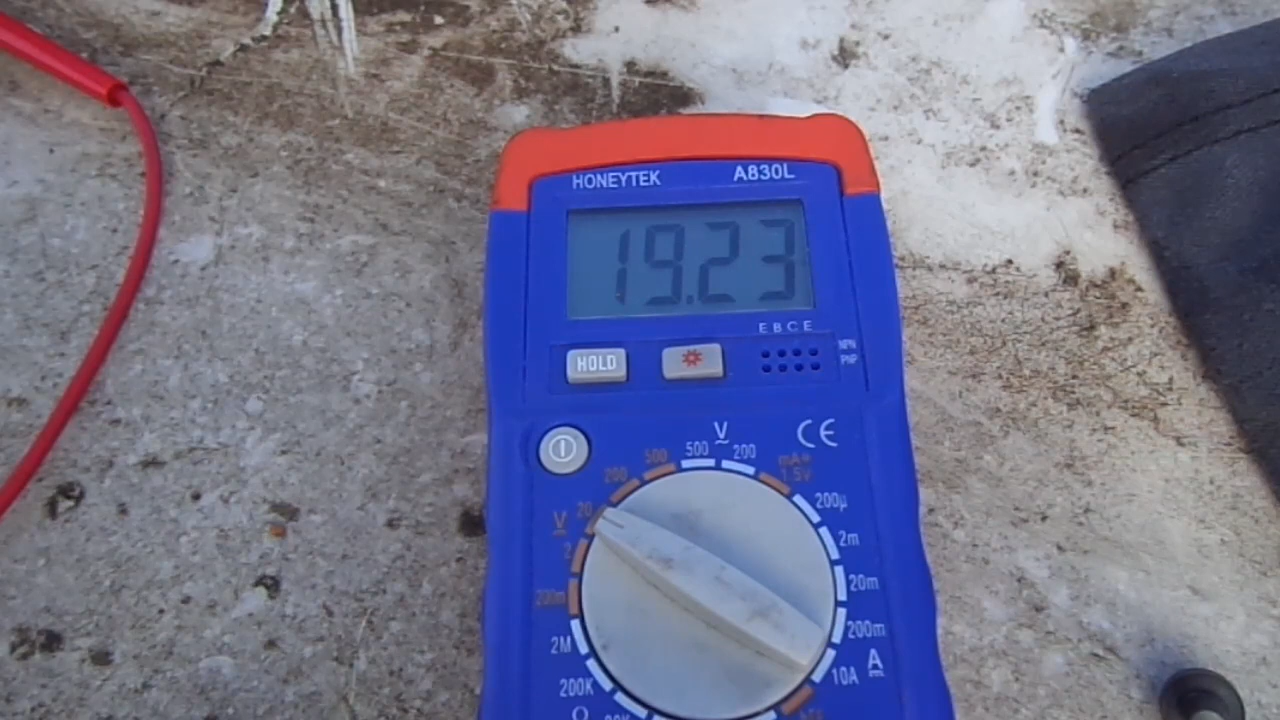 HONEYTEK A830L
19.23
E B C E
HOLD
NPN
PNP
V
CE
500 200
500
200
mA
1.5V
20
200µ
V
2
2m
200m
20m
2M
200m
A
200K
10A
Ω